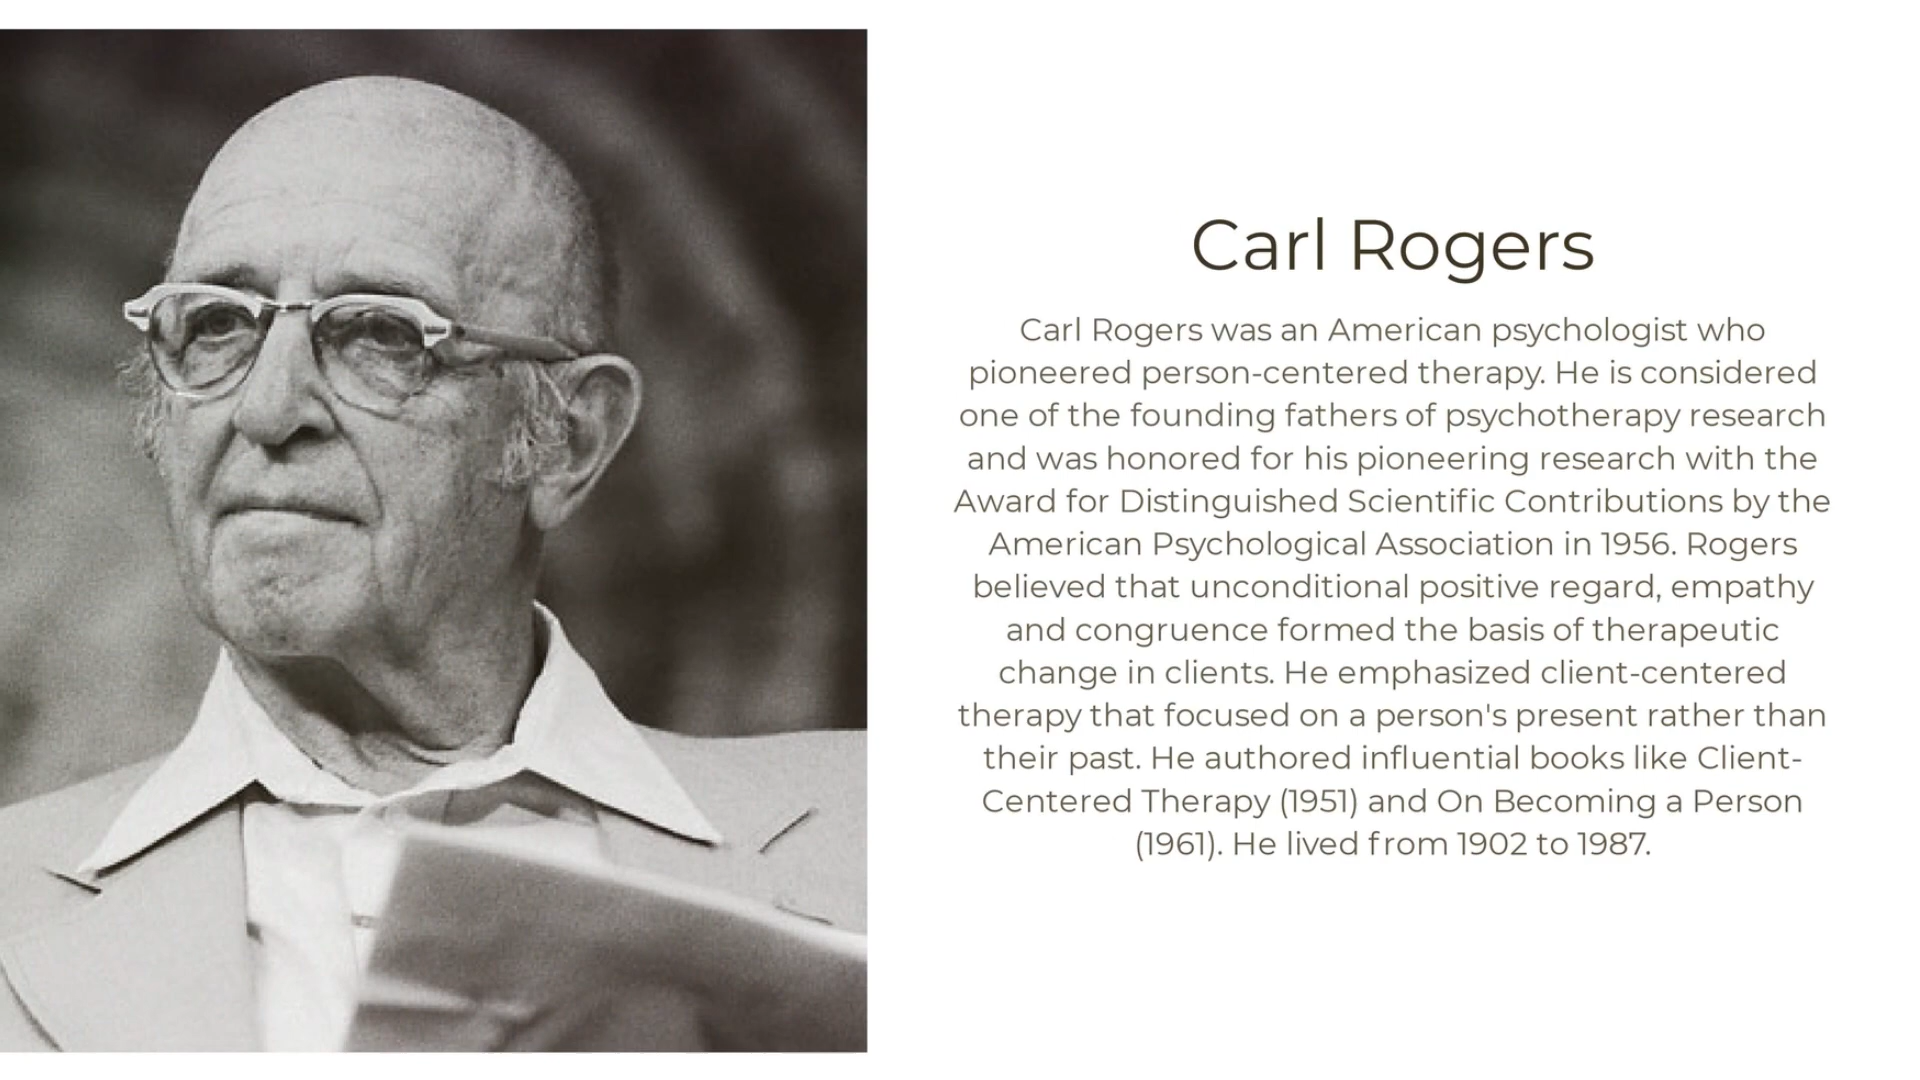 Carl Rogers
Carl Rogers was an American psychologist who
pioneered person-centered therapy. He is considered
one of the founding fathers of psychotherapy research
and was honored for his pioneering research with the
Award for Distinguished Scientific Contributions by the
American Psychological Association in 1956. Rogers
believed that unconditional positive regard, empathy
and congruence formed the basis of therapeutic
change in clients. He emphasized client-centered
therapy that focused on a person's present rather than
their past. He authored influential books like Client-
Centered Therapy (1951) and On Becoming a Person
(1961). He lived from 1902 to 1987.